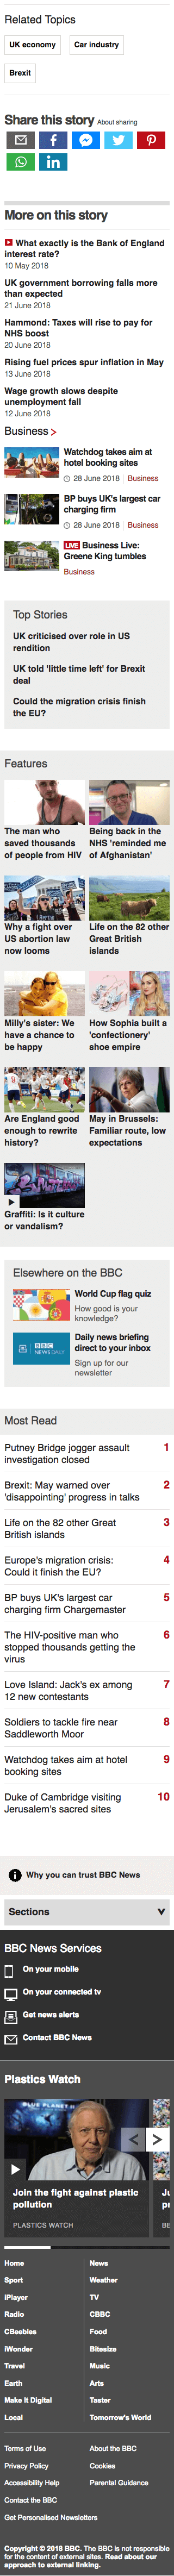 Related Topics
UK economy
Car industry
Brexit
Share this story About sharing
More on this story
What exactly is the Bank of England
interest rate?
10 May 2018
UK government borrowing falls more
than expected
21 June 2018
Hammond: Taxes will rise to pay for
NHS boost
20 June 2018
Rising fuel prices spur inflation in May
13 June 2018
Wage growth slows despite
unemployment fall
12 June 2018
Business
Watchdog takes aim at
hotel booking sites
28 June 2018 Business
BP buys UK's largest car
charging firm
28 June 2018 Business
LIVE Business Live:
Greene King tumbles
Business
Top Stories
UK criticised over role in US
rendition
UK told 'little time left' for Brexit
deal
Could the migration crisis finish
the EU?
Features
The man who
saved thousands
of people from HIV
Being back in the
NHS 'reminded me
of Afghanistan'
Why a fight over
US abortion law
now looms
Life on the 82 other
Great British
islands
Milly's sister: We
have a chance to
be happy
How Sophia built a
'confectionery'
shoe empire
Are England good
enough to rewrite
history?
May in Brussels:
Familiar route, low
expectations
Graffiti: Is it culture
or vandalism?
Elsewhere on the BBC
World Cup flag quiz
How good is your
knowledge?
BBC
NEWS DAILY
Daily news briefing
direct to your inbox
Sign up for our
newsletter
Most Read
Putney Bridge jogger assault
investigation closed
1
Brexit: May warned over
'disappointing' progress in talks
2
Life on the 82 other Great
British islands
3
Europe's migration crisis:
Could it finish the EU?
4
BP buys UK's largest car
charging firm Chargemaster
5
The HIV-positive man who
stopped thousands getting the
virus
6
Love Island: Jack's ex among
12 new contestants
7
Soldiers to tackle fire near
Saddleworth Moor
8
Watchdog takes aim at hotel
booking sites
9
Duke of Cambridge visiting
Jerusalem's sacred sites
10
Why you can trust BBC News
Sections
BBC News Services
On your mobile
On your connected tv
Get news alerts
Contact BBC News
Plastics Watch
BLUE PLANET II
Join the fight against plastic
pollution
PLASTICS WATCH
Home
News
Sport
Weather
iPlayer
TV
Radio
CBBC
CBeebies
Food
iWonder
Bitesize
Travel
Music
Earth
Arts
Make It Digital
Taster
Local
Tomorrow's World
Terms of Use
About the BBC
Privacy Policy
Cookies
Accessibility Help
Parental Guidance
Contact the BBC
Get Personalised Newsletters
Copyright © 2018 BBC. The BBC is not responsible
for the content of external sites. Read about our
approach to external linking.